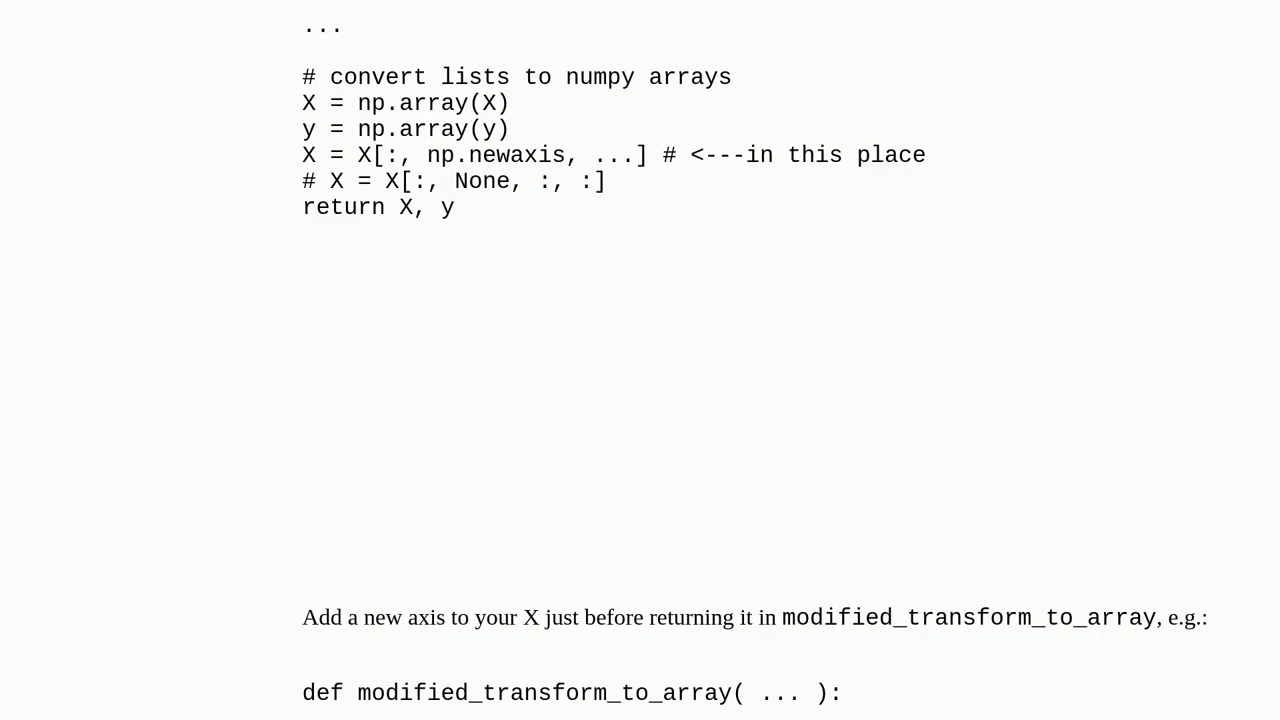 ...
# convert lists to numpy arrays
X = np.array(X)
y = np.array(y)
X = X[:, np.newaxis, ...] # <---in this place
# X = X[:, None, :, :]
return X, y
Add a new axis to your X just before returning it in modified_transform_to_array, e.g.:
def modified_transform_to_array( ... ):